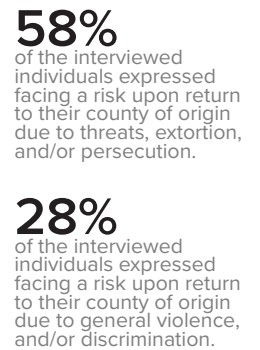 58%
of the interviewed
individuals expressed
facing a risk upon return
to their county of origin
due to threats, extortion,
and/or persecution.
28%
of the interviewed
individuals expressed
facing a risk upon return
to their county of origin
due to general violence,
and/or discrimination.